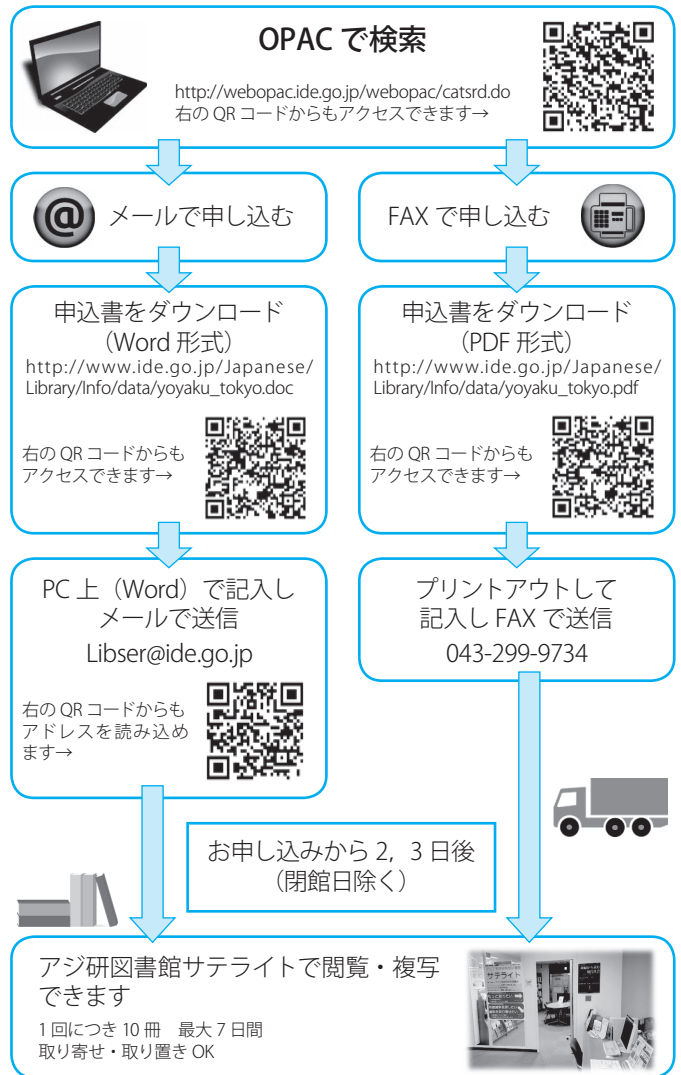 OPAC で検索
http://webopac.ide.go.jp/webopac/catsrd.do
右の QR コードからもアクセスできます→
@ メールで申し込む
FAX で申し込む
申込書をダウンロード
（Word 形式）
http://www.ide.go.jp/Japanese/
Library/Info/data/yoyaku_tokyo.doc
右の QR コードからも
アクセスできます→
申込書をダウンロード
（PDF 形式）
http://www.ide.go.jp/Japanese/
Library/Info/data/yoyaku_tokyo.pdf
右の QR コードからも
アクセスできます→
PC 上（Word）で記入し
メールで送信
Libser@ide.go.jp
右の QR コードからも
アドレスを読み込め
ます→
プリントアウトして
記入し FAX で送信
043-299-9734
お申し込みから 2，3 日後
（閉館日除く）
アジ研図書館サテライトで閲覧・複写
できます
1 回につき 10 冊　最大 7 日間
取り寄せ・取り置き OK
サテライト